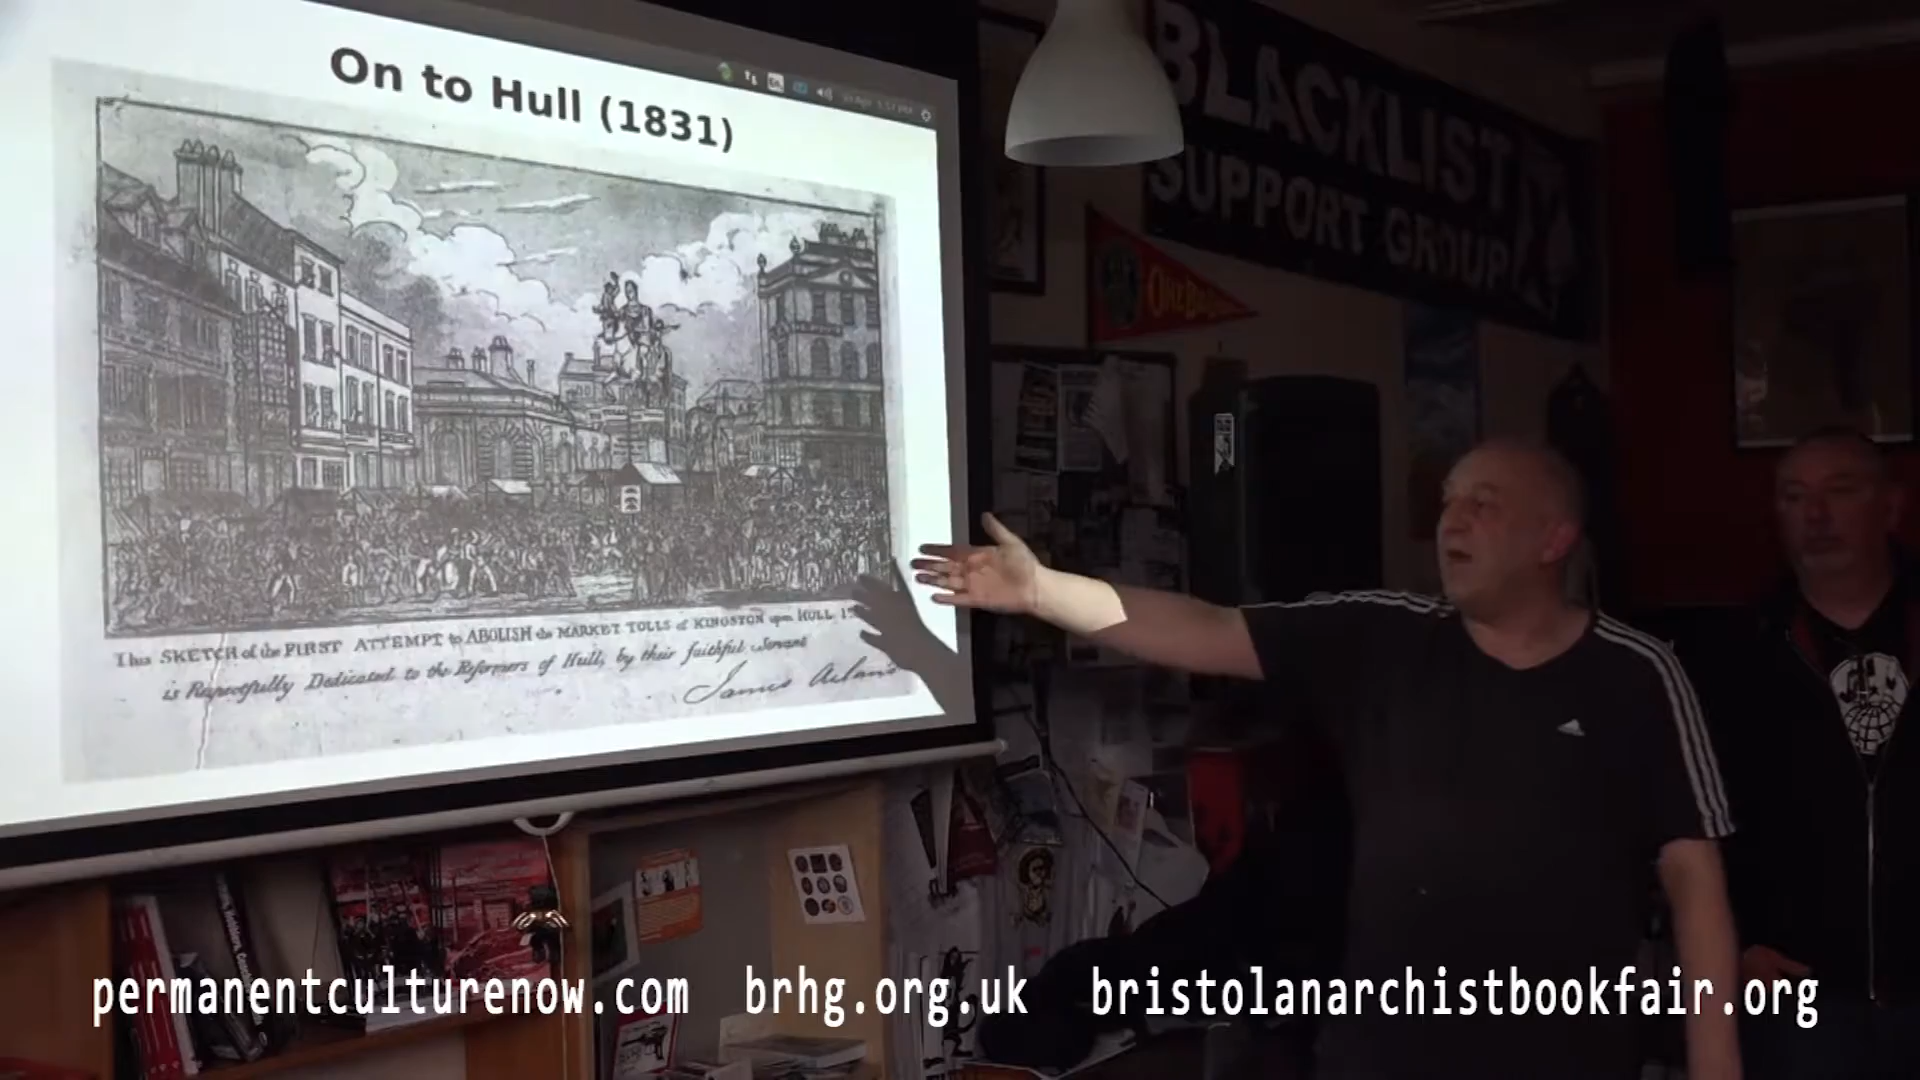 On to Hull (1831)
This SKETCH of the FIRST ATTEMPT to ABOLISH the MARKET TOLLS of KINGSTON upon HULL
is Respectfully Dedicated to the Reformers of Hull, by their faithful Servant
James
BLACKLIST
SUPPORT GROUP
permanentculturenow.com brhg.org.uk bristolanarchistbookfair.org